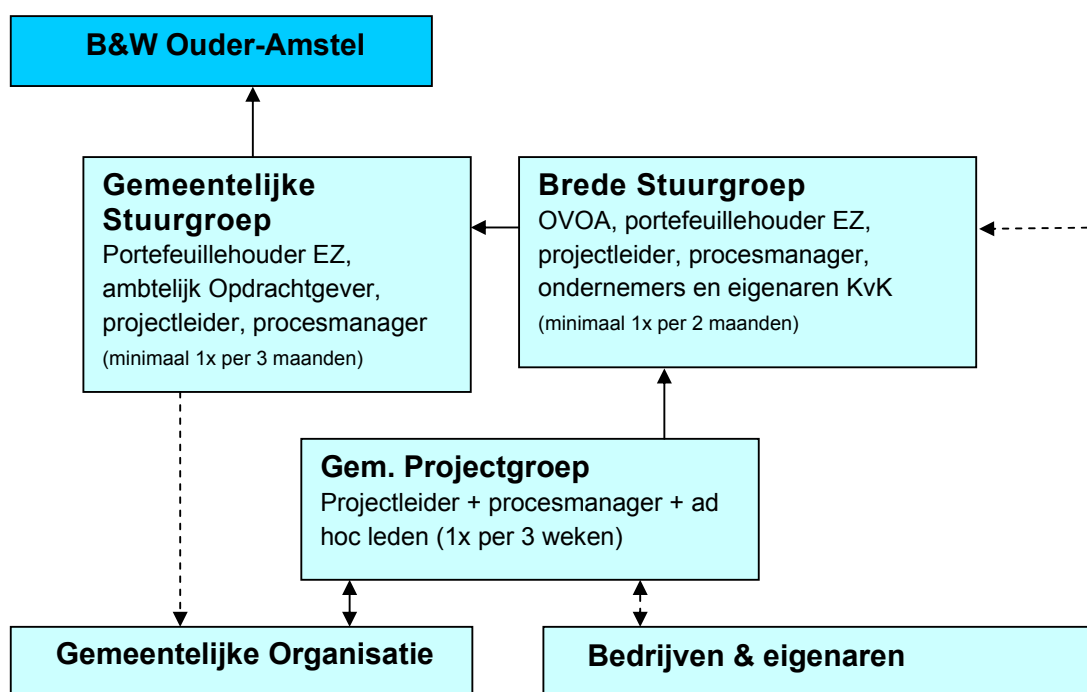 B&W Ouder-Amstel
Gemeentelijke
Stuurgroep
Portefeuillehouder EZ,
ambtelijk Opdrachtgever,
projectleider, procesmanager
(minimaal 1x per 3 maanden)
Brede Stuurgroep
OVOA, portefeuillehouder EZ,
projectleider, procesmanager,
ondernemers en eigenaren KvK
(minimaal 1x per 2 maanden)
Gem. Projectgroep
Projectleider + procesmanager + ad
hoc leden (1x per 3 weken)
Gemeentelijke Organisatie
Bedrijven & eigenaren